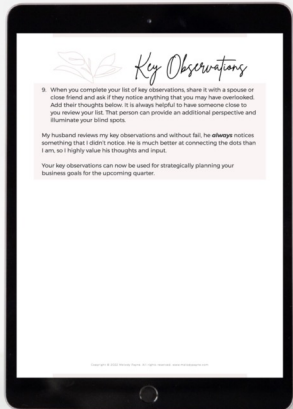 Key Observations
9. When you complete your list of key observations, share it with a spouse or
close friend and ask if they notice anything that you may have overlooked.
Add their thoughts below. It is always helpful to have someone close to
you review your list. That person can provide an additional perspective and
illuminate your blind spots.
My husband reviews my key observations and without fail, he always notices
something that I didn't notice. He is much better at connecting the dots than
I am, so I highly value his thoughts and input.
Your key observations can now be used for strategically planning your
business goals for the upcoming quarter.